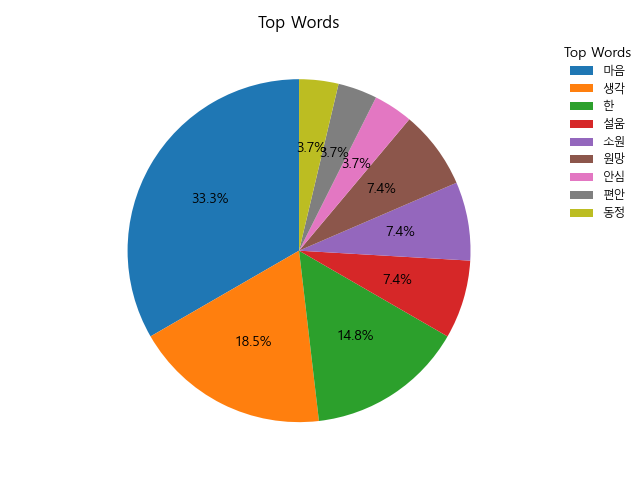 Top Words
Top Words
마음
생각
한
설움
소원
원망
안심
편안
동정
3.7%
3.7%
3.7%
7.4%
33.3%
7.4%
7.4%
14.8%
18.5%